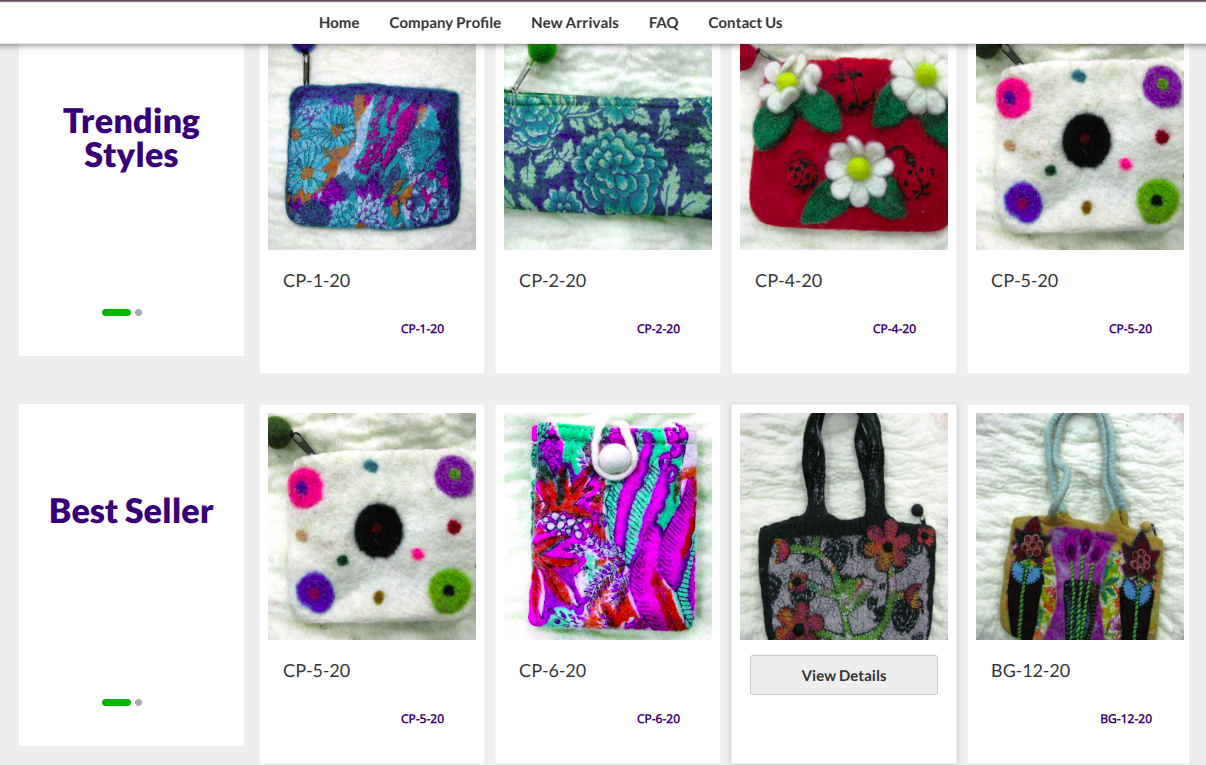 Home Company Profile New Arrivals FAQ Contact Us
Trending
Styles
CP-1-20
CP-1-20
CP-2-20
CP-2-20
CP-4-20
CP-4-20
CP-5-20
CP-5-20
Best Seller
CP-5-20
CP-5-20
CP-6-20
CP-6-20
View Details
BG-12-20
BG-12-20